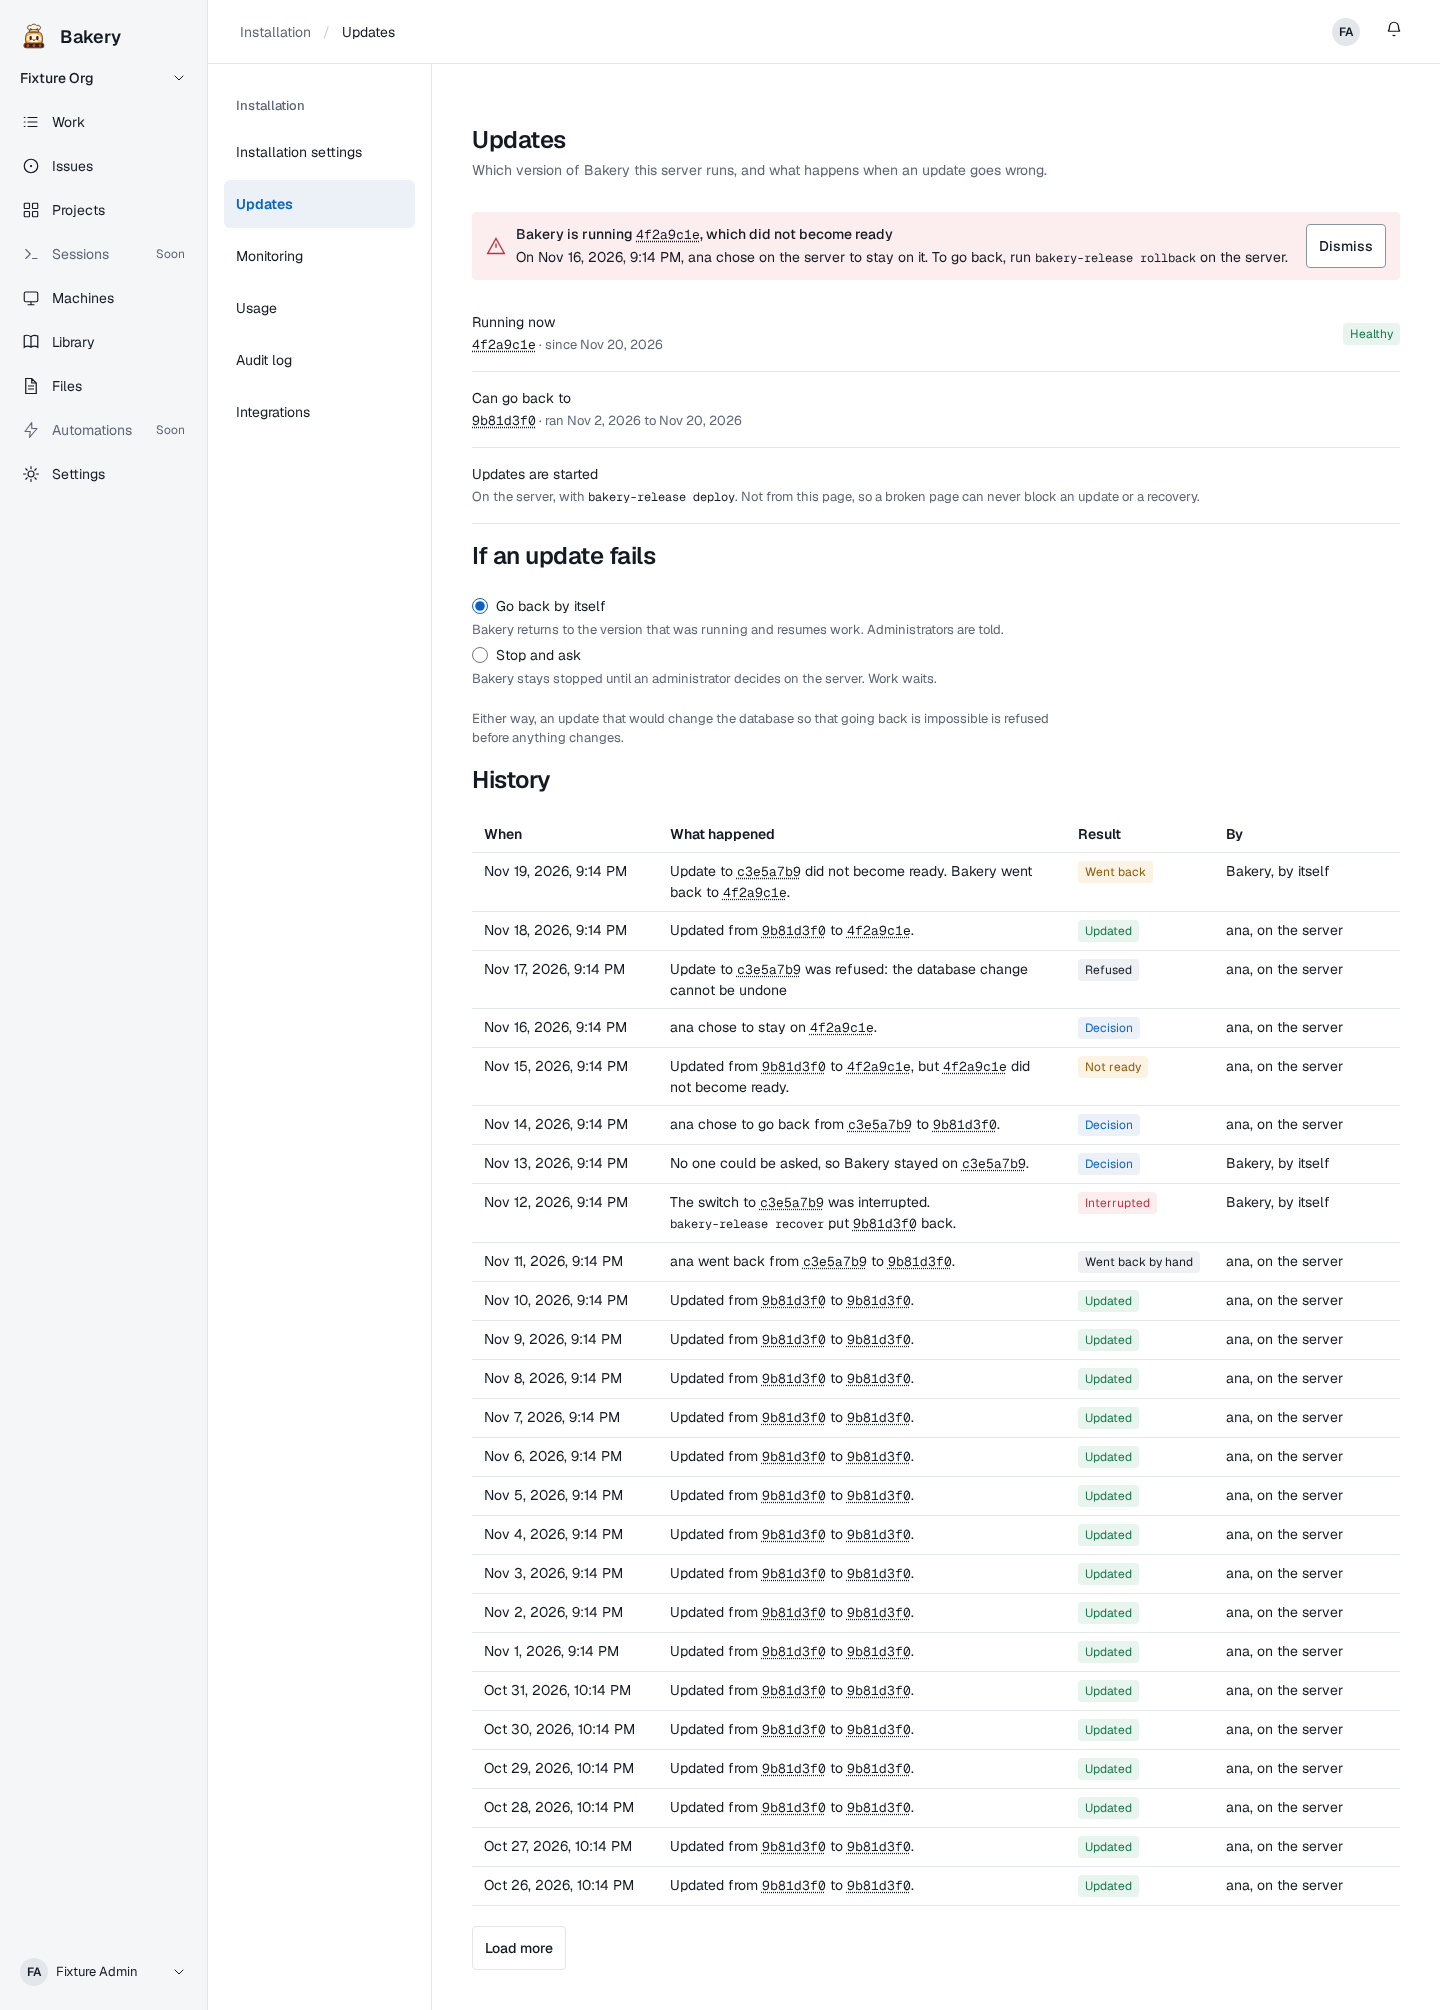 Bakery
Fixture Org
Work
Issues
Projects
Sessions Soon
Machines
Library
Files
Automations Soon
Settings
FA Fixture Admin
Installation / Updates
FA
Installation
Installation settings
Updates
Monitoring
Usage
Audit log
Integrations
Updates
Which version of Bakery this server runs, and what happens when an update goes wrong.
Bakery is running 4f2a9c1e, which did not become ready
On Nov 16, 2026, 9:14 PM, ana chose on the server to stay on it. To go back, run bakery-release rollback on the server.
Dismiss
Running now
4f2a9c1e · since Nov 20, 2026
Healthy
Can go back to
9b81d3f0 · ran Nov 2, 2026 to Nov 20, 2026
Updates are started
On the server, with bakery-release deploy. Not from this page, so a broken page can never block an update or a recovery.
If an update fails
Go back by itself
Bakery returns to the version that was running and resumes work. Administrators are told.
Stop and ask
Bakery stays stopped until an administrator decides on the server. Work waits.
Either way, an update that would change the database so that going back is impossible is refused
before anything changes.
History
When What happened Result By
Nov 19, 2026, 9:14 PM Update to c3e5a7b9 did not become ready. Bakery went Went back Bakery, by itself
back to 4f2a9c1e.
Nov 18, 2026, 9:14 PM Updated from 9b81d3f0 to 4f2a9c1e. Updated ana, on the server
Nov 17, 2026, 9:14 PM Update to c3e5a7b9 was refused: the database change Refused ana, on the server
cannot be undone
Nov 16, 2026, 9:14 PM ana chose to stay on 4f2a9c1e. Decision ana, on the server
Nov 15, 2026, 9:14 PM Updated from 9b81d3f0 to 4f2a9c1e, but 4f2a9c1e did Not ready ana, on the server
not become ready.
Nov 14, 2026, 9:14 PM ana chose to go back from c3e5a7b9 to 9b81d3f0. Decision ana, on the server
Nov 13, 2026, 9:14 PM No one could be asked, so Bakery stayed on c3e5a7b9. Decision Bakery, by itself
Nov 12, 2026, 9:14 PM The switch to c3e5a7b9 was interrupted. Interrupted Bakery, by itself
bakery-release recover put 9b81d3f0 back.
Nov 11, 2026, 9:14 PM ana went back from c3e5a7b9 to 9b81d3f0. Went back by hand ana, on the server
Nov 10, 2026, 9:14 PM Updated from 9b81d3f0 to 9b81d3f0. Updated ana, on the server
Nov 9, 2026, 9:14 PM Updated from 9b81d3f0 to 9b81d3f0. Updated ana, on the server
Nov 8, 2026, 9:14 PM Updated from 9b81d3f0 to 9b81d3f0. Updated ana, on the server
Nov 7, 2026, 9:14 PM Updated from 9b81d3f0 to 9b81d3f0. Updated ana, on the server
Nov 6, 2026, 9:14 PM Updated from 9b81d3f0 to 9b81d3f0. Updated ana, on the server
Nov 5, 2026, 9:14 PM Updated from 9b81d3f0 to 9b81d3f0. Updated ana, on the server
Nov 4, 2026, 9:14 PM Updated from 9b81d3f0 to 9b81d3f0. Updated ana, on the server
Nov 3, 2026, 9:14 PM Updated from 9b81d3f0 to 9b81d3f0. Updated ana, on the server
Nov 2, 2026, 9:14 PM Updated from 9b81d3f0 to 9b81d3f0. Updated ana, on the server
Nov 1, 2026, 9:14 PM Updated from 9b81d3f0 to 9b81d3f0. Updated ana, on the server
Oct 31, 2026, 10:14 PM Updated from 9b81d3f0 to 9b81d3f0. Updated ana, on the server
Oct 30, 2026, 10:14 PM Updated from 9b81d3f0 to 9b81d3f0. Updated ana, on the server
Oct 29, 2026, 10:14 PM Updated from 9b81d3f0 to 9b81d3f0. Updated ana, on the server
Oct 28, 2026, 10:14 PM Updated from 9b81d3f0 to 9b81d3f0. Updated ana, on the server
Oct 27, 2026, 10:14 PM Updated from 9b81d3f0 to 9b81d3f0. Updated ana, on the server
Oct 26, 2026, 10:14 PM Updated from 9b81d3f0 to 9b81d3f0. Updated ana, on the server
Load more